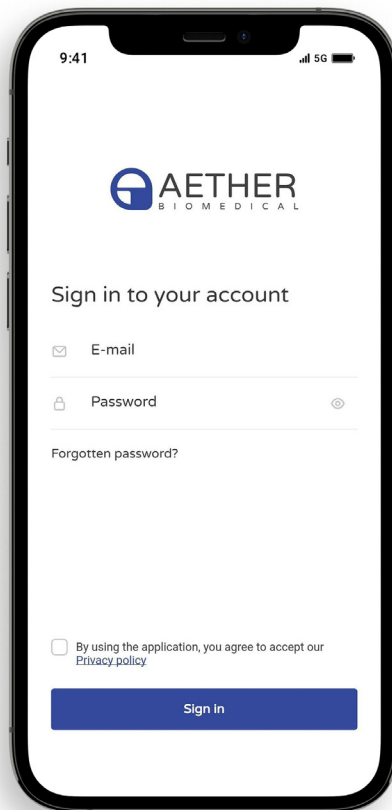 9:41
5G
AETHER
BIOMEDICAL
Sign in to your account
E-mail
Password
Forgotten password?
By using the application, you agree to accept our
Privacy policy
Sign in